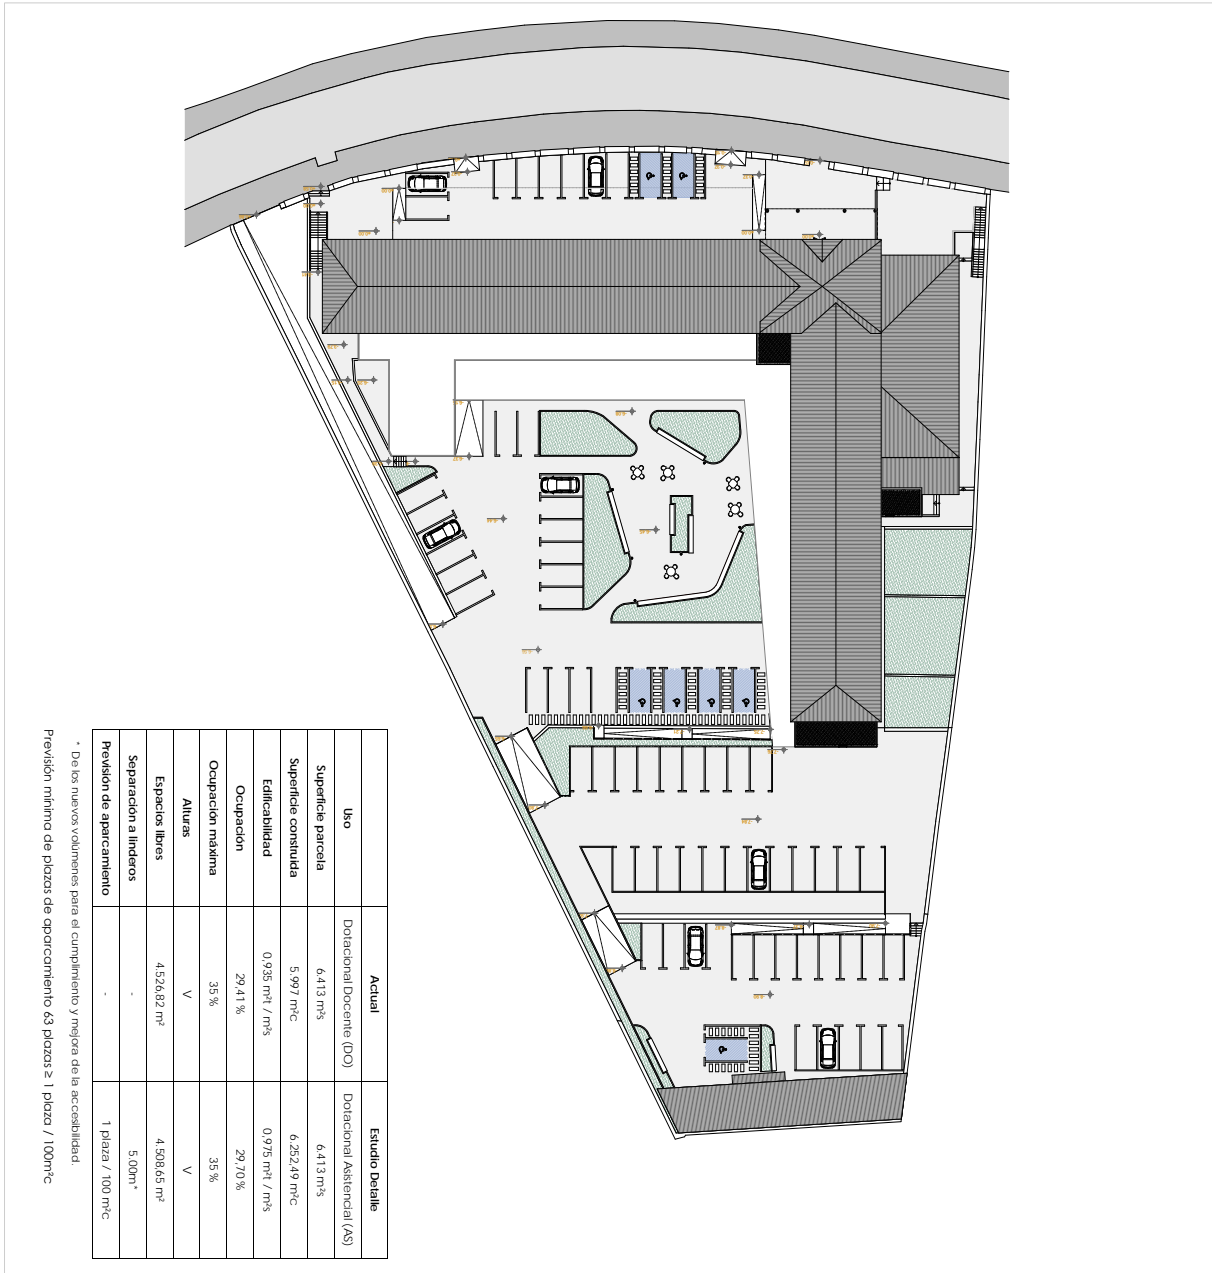 Actual Estudio Detalle
Uso Dotacional Docente (DO) Dotacional Asistencial (AS)
Superficie parcela 6.413 m²s 6.413 m²s
Superficie construida 5.997 m²c 6.252,49 m²c
Edificabilidad 0,935 m²t / m²s 0,975 m²t / m²s
Ocupación 29,41 % 29,70 %
Ocupación máxima 35 % 35 %
Alturas V V
Espacios libres 4.526,82 m² 4.508,65 m²
Separación a linderos - 5.00m*
Previsión de aparcamiento - 1 plaza / 100 m²c
* De los nuevos volúmenes para el cumplimiento y mejora de la accesibilidad.
Previsión mínima de plazas de aparcamiento 63 plazas ≥ 1 plaza / 100m²c